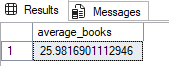 Results Messages
average_books
1 25.9816901112946